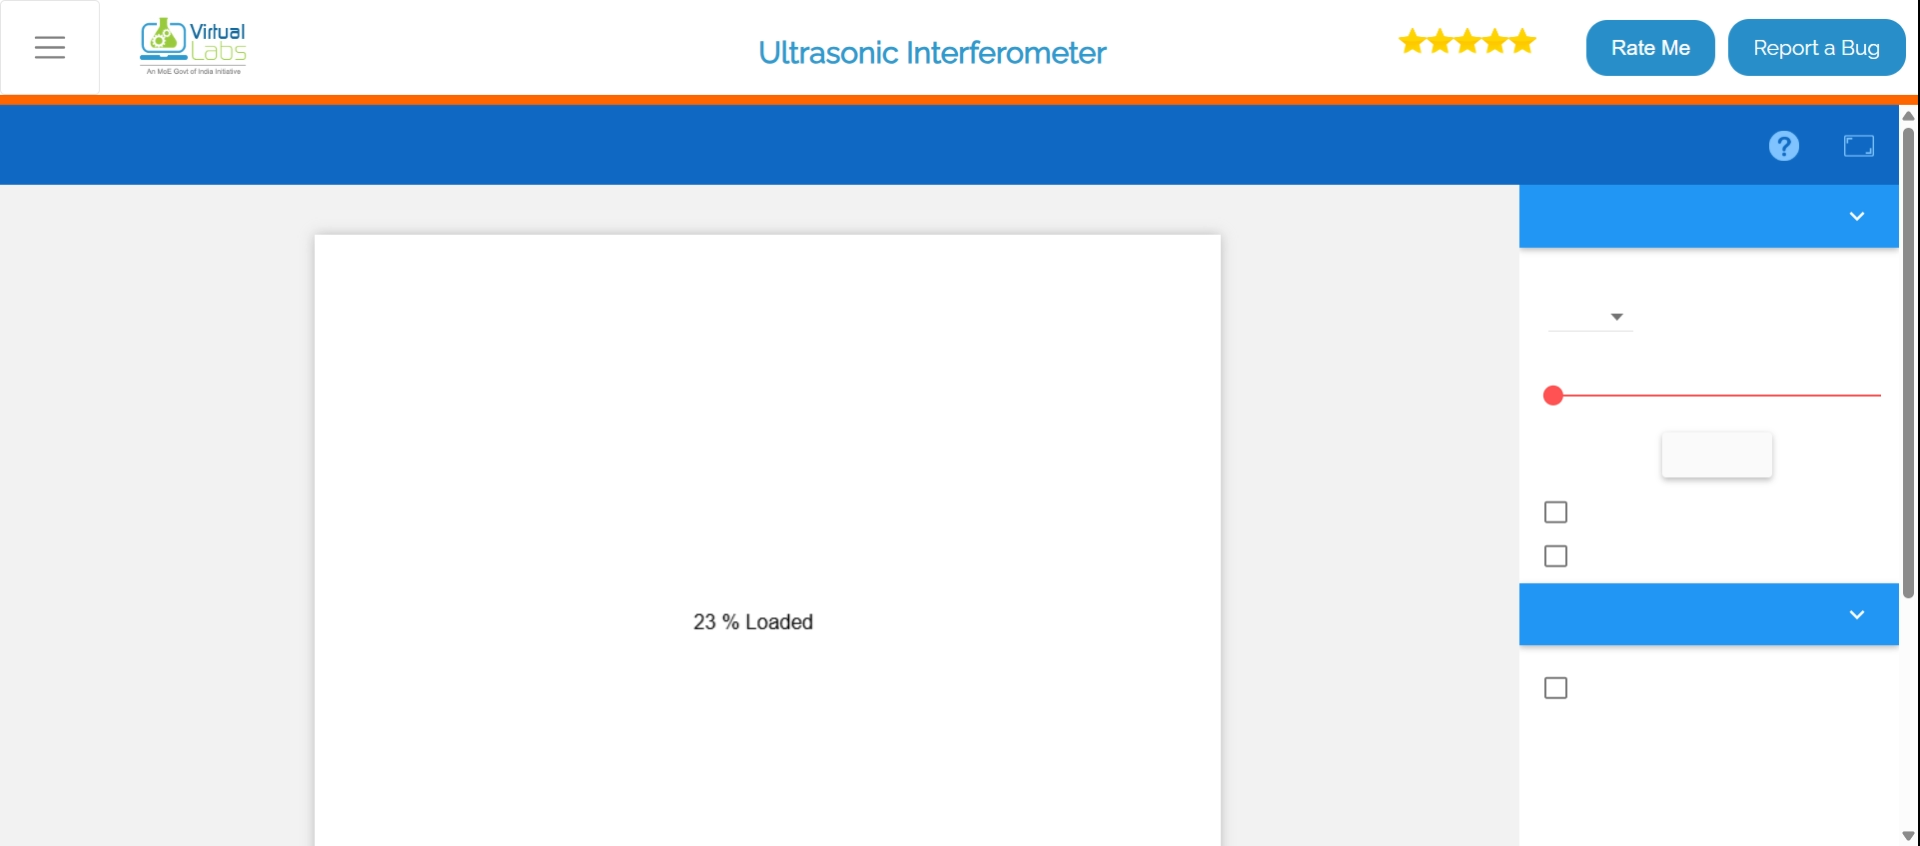 Virtual
Labs
An MoE Govt of India Initiative
Ultrasonic Interferometer
Rate Me
Report a Bug
?
23 % Loaded